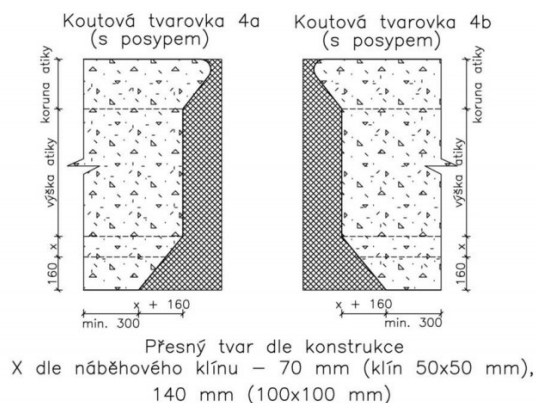 Koutová tvarovka 4a
(s posypem)
Koutová tvarovka 4b
(s posypem)
koruna atiky
výška atiky
160 x
x + 160
min. 300
koruna atiky
výška atiky
160 x
x + 160
min. 300
Přesný tvar dle konstrukce
X dle náběhového klínu – 70 mm (klín 50x50 mm),
140 mm (100x100 mm)